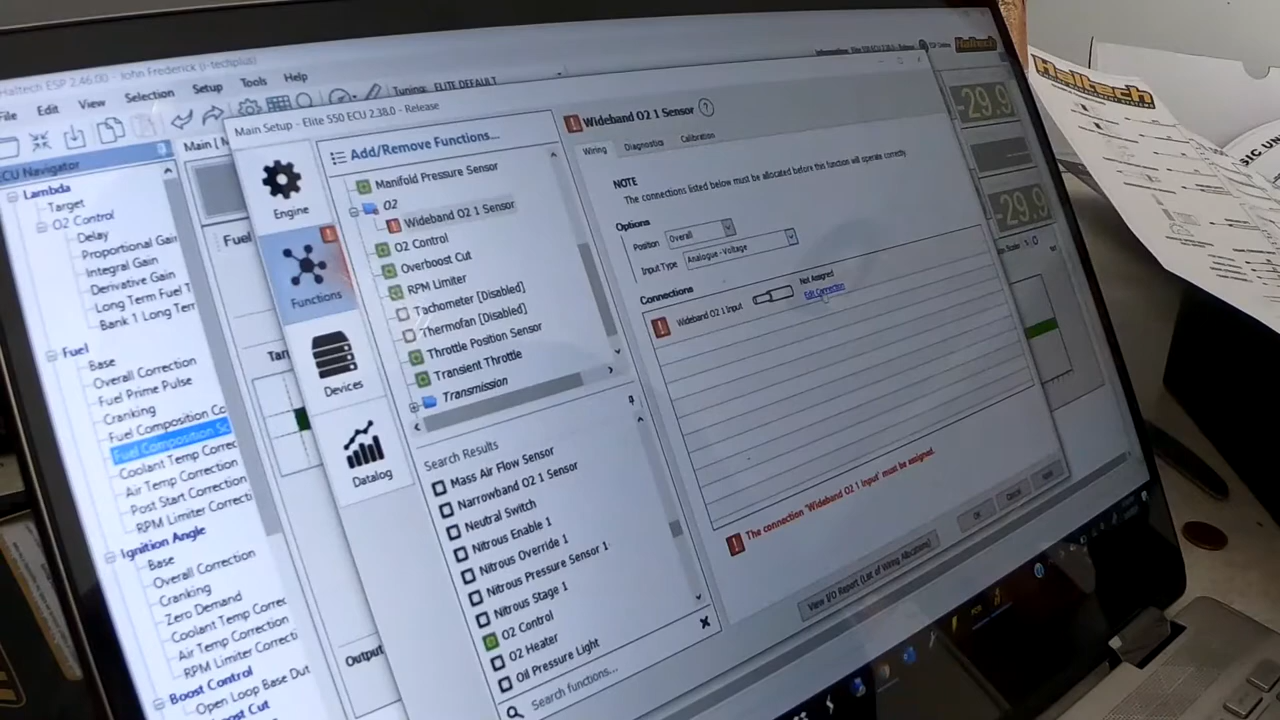 Haltech ESP 2.46.00 - John Frederick (i-techplus)
File Edit View Selection Setup Tools Help
Tuning: ELITE DEFAULT
Haltech
ECU Navigator
Lambda
Target
O2 Control
Delay
Proportional Gain
Integral Gain
Derivative Gain
Long Term Fuel T
Bank 1 Long Term
Fuel
Base
Overall Correction
Fuel Prime Pulse
Cranking
Fuel Composition Co
Fuel Composition SC
Coolant Temp Correc
Air Temp Correction
Post Start Correction
RPM Limiter Correcti
Ignition Angle
Base
Overall Correction
Cranking
Zero Demand
Coolant Temp Correc
Air Temp Correction
RPM Limiter Correcti
Boost Control
Open Loop Base Dut
Boost Cut
Main
Fuel
Output
Main Setup - Elite 550 ECU 2.38.0 - Release
Engine
Functions
Devices
Datalog
Add/Remove Functions...
Manifold Pressure Sensor
O2
Wideband O2 1 Sensor
O2 Control
Overboost Cut
RPM Limiter
Tachometer [Disabled]
Thermofan [Disabled]
Throttle Position Sensor
Transient Throttle
Transmission
Search Results
Mass Air Flow Sensor
Narrowband O2 1 Sensor
Neutral Switch
Nitrous Enable 1
Nitrous Override 1
Nitrous Pressure Sensor 1
Nitrous Stage 1
O2 Control
O2 Heater
Oil Pressure Light
Search functions...
Wideband O2 1 Sensor
Wiring Diagnostics Calibration
NOTE
The connections listed below must be allocated before this function will operate correctly.
Options
Position Overall
Input Type Analogue - Voltage
Connections
Wideband O2 1 Input
Not Assigned
Edit Connection
The connection 'Wideband O2 1 Input' must be assigned.
OK Cancel
View I/O Report (List of Wiring Allocations)
-29.9
-29.9
Haltech